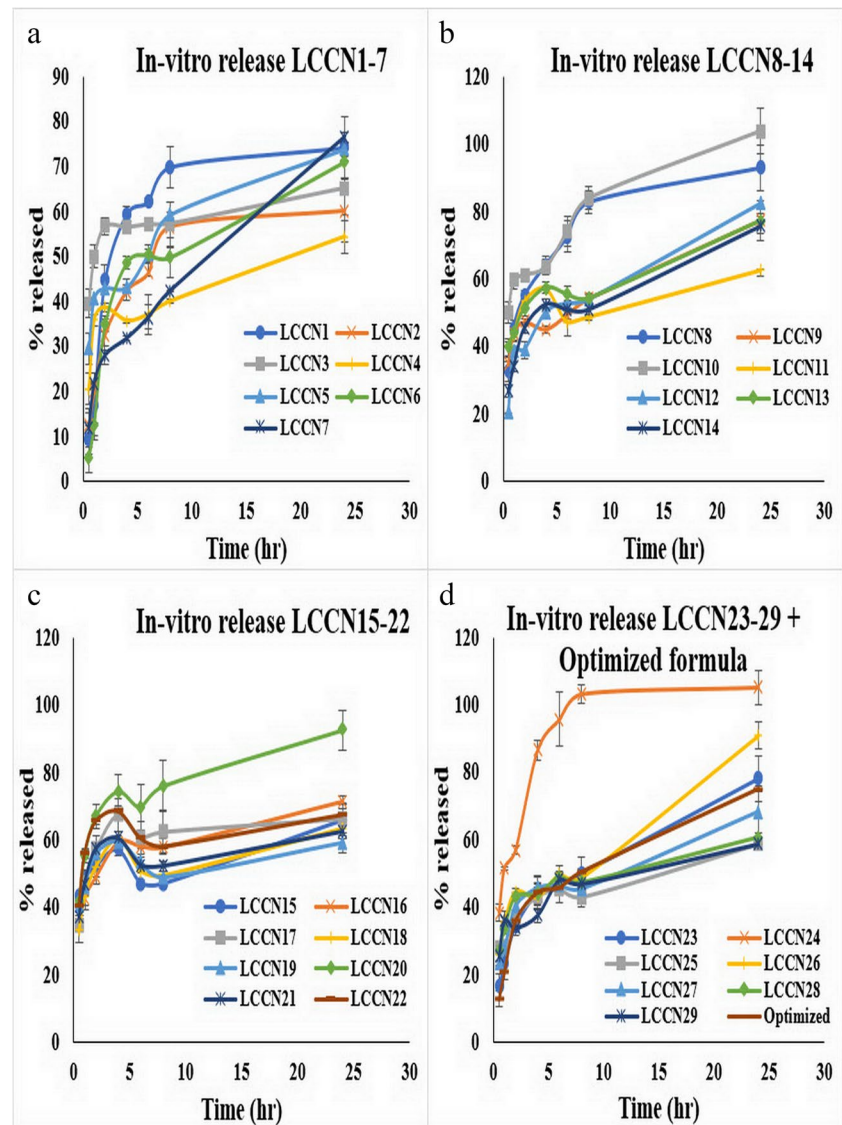 a
In-vitro release LCCN1-7
90
80
70
60
50
40
30
20
10
0
% released
LCCN1 LCCN2
LCCN3 LCCN4
LCCN5 LCCN6
LCCN7
0 5 10 15 20 25 30
Time (hr)
b
In-vitro release LCCN8-14
120
100
80
60
40
20
0
% released
LCCN8 LCCN9
LCCN10 LCCN11
LCCN12 LCCN13
LCCN14
0 5 10 15 20 25 30
Time (hr)
c
In-vitro release LCCN15-22
120
100
80
60
40
20
0
% released
LCCN15 LCCN16
LCCN17 LCCN18
LCCN19 LCCN20
LCCN21 LCCN22
0 5 10 15 20 25 30
Time (hr)
d
In-vitro release LCCN23-29 +
Optimized formula
120
100
80
60
40
20
0
% released
LCCN23 LCCN24
LCCN25 LCCN26
LCCN27 LCCN28
LCCN29 Optimized
0 5 10 15 20 25 30
Time (hr)